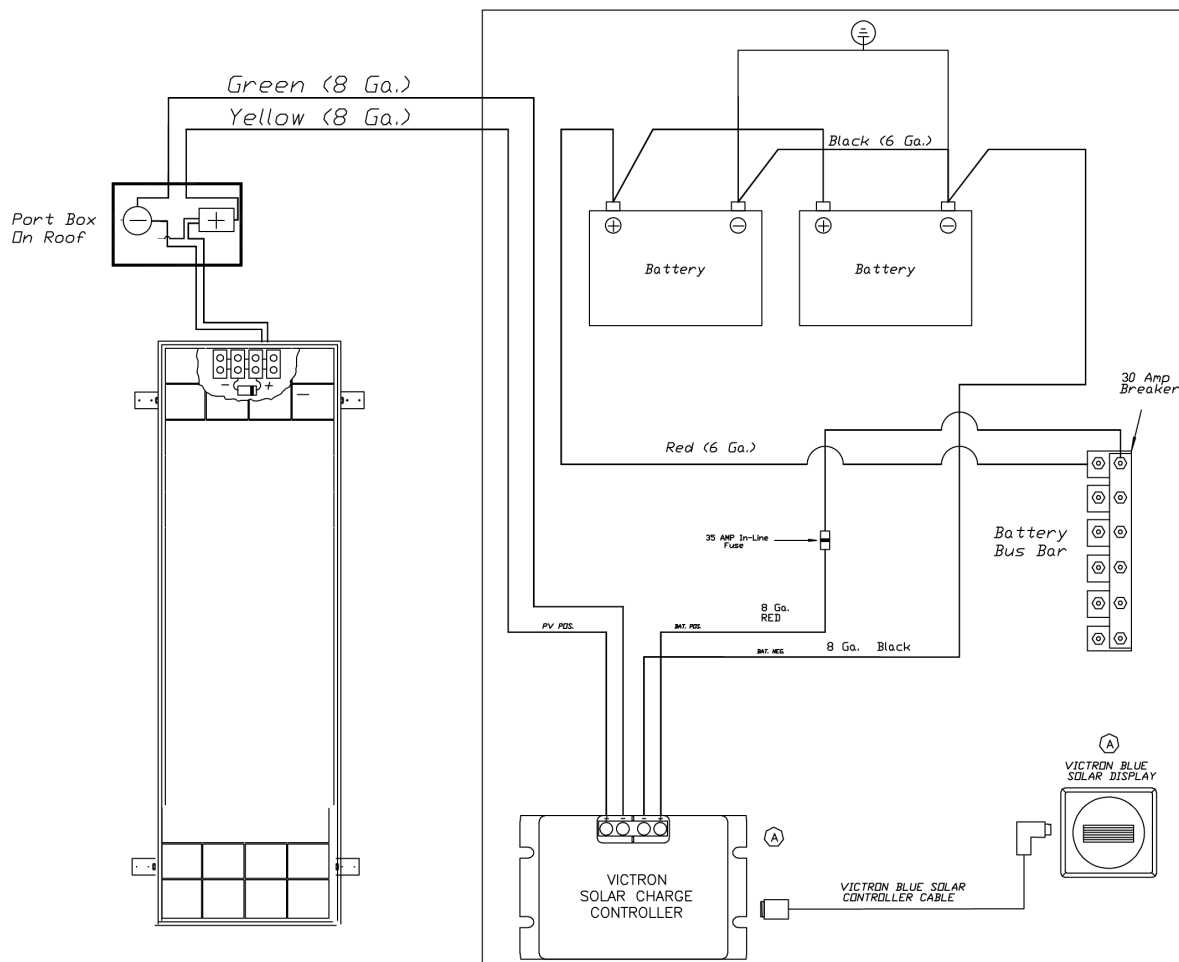 Green (8 Ga.)
Yellow (8 Ga.)
Port Box
On Roof
−
+
− +
−
Black (6 Ga.)
+
−
+
−
Battery
Battery
30 Amp
Breaker
Red (6 Ga.)
35 AMP In-Line
Fuse
Battery
Bus Bar
8 Ga.
RED
PV POS.
BAT. POS.
BAT. NEG.
8 Ga. Black
A
VICTRON BLUE
SOLAR DISPLAY
+ − − +
A
VICTRON
SOLAR CHARGE
CONTROLLER
VICTRON BLUE SOLAR
CONTROLLER CABLE